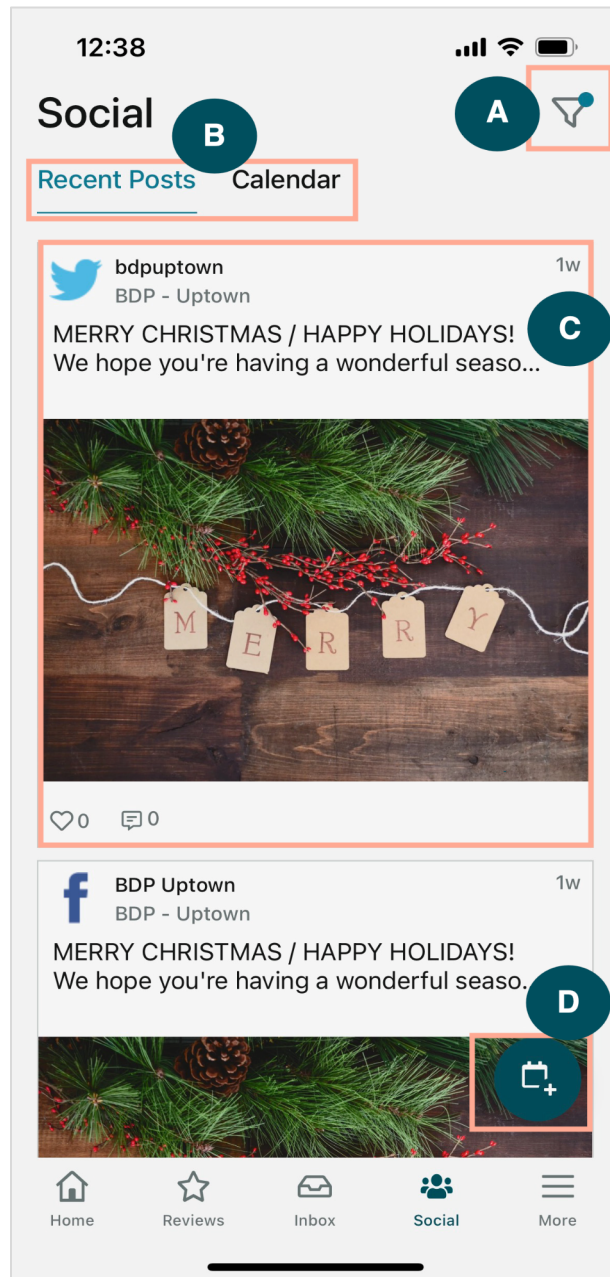 12:38
Social
A
B
Recent Posts Calendar
bdpuptown 1w
BDP - Uptown
C
MERRY CHRISTMAS / HAPPY HOLIDAYS!
We hope you're having a wonderful seaso...
M E R R Y
0 0
BDP Uptown 1w
BDP - Uptown
MERRY CHRISTMAS / HAPPY HOLIDAYS!
We hope you're having a wonderful seaso.
D
Home Reviews Inbox Social More